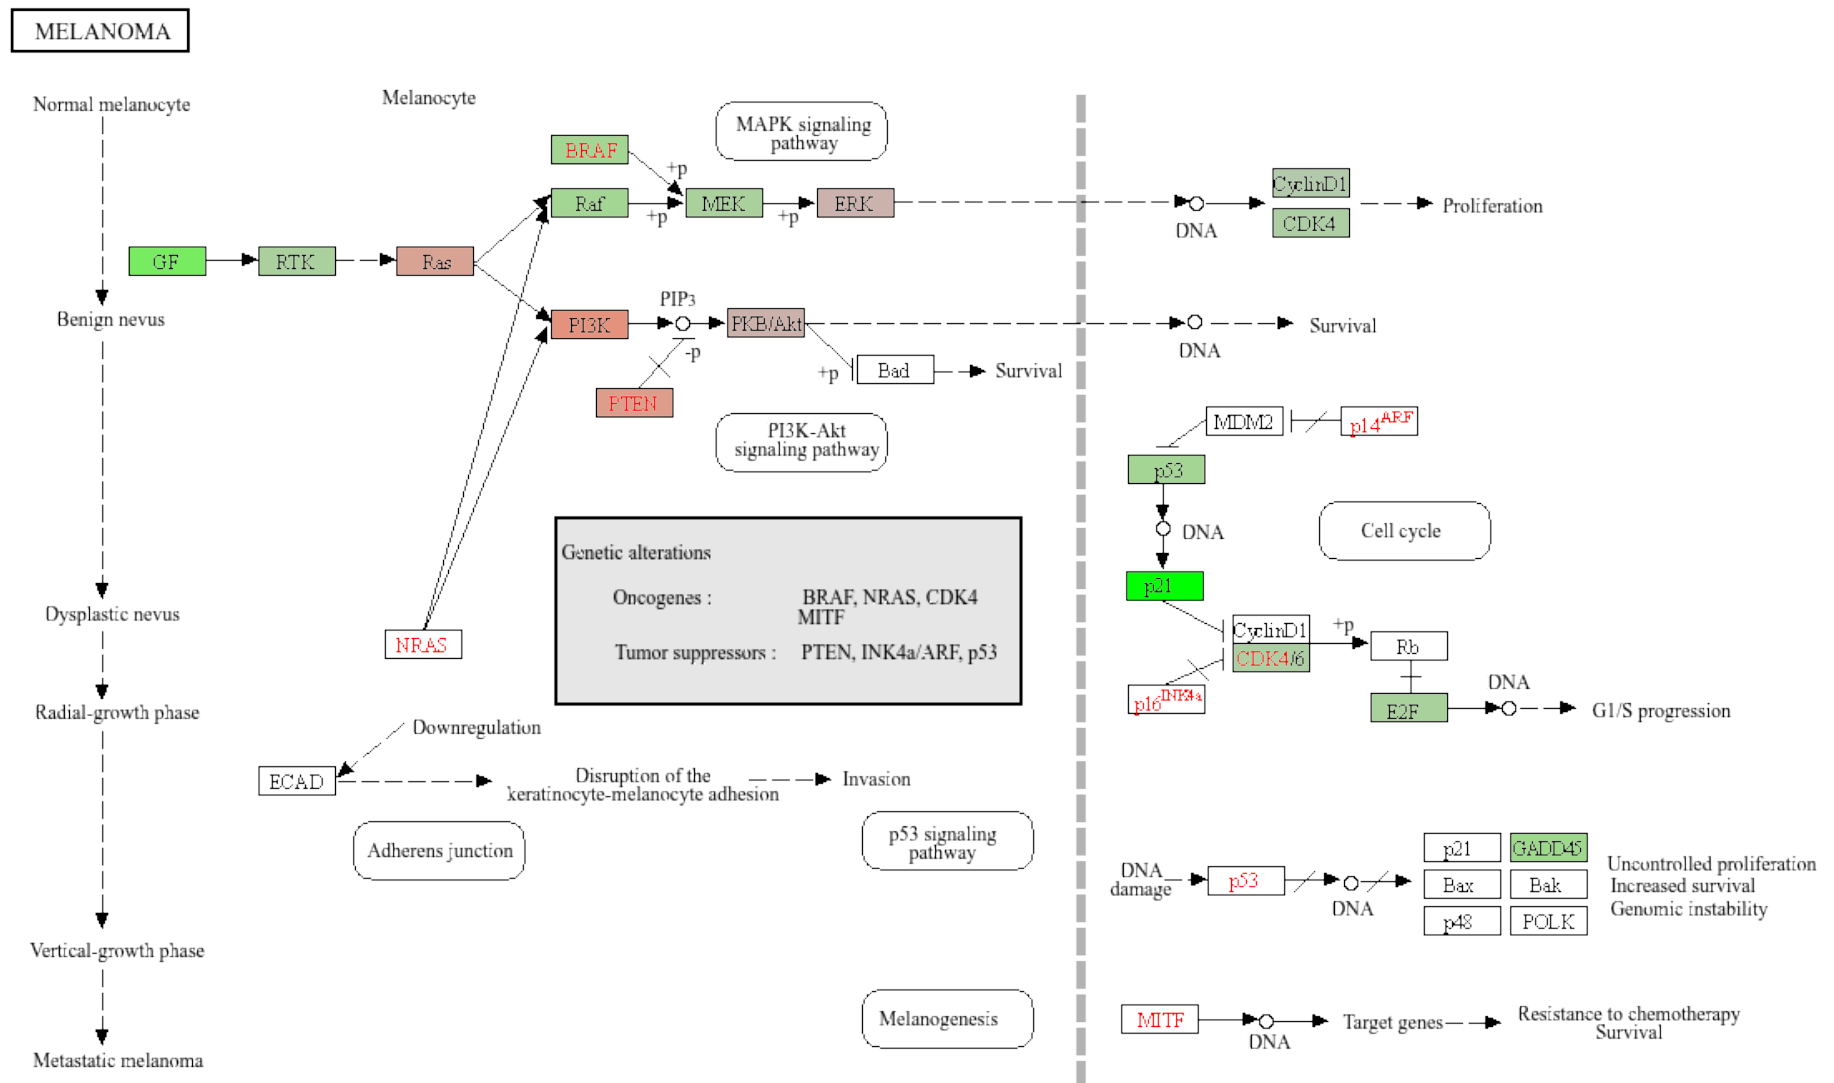 MELANOMA
Normal melanocyte
Benign nevus
Dysplastic nevus
Radial-growth phase
Vertical-growth phase
Metastatic melanoma
Melanocyte
GF
RTK
Ras
BRAF
Raf
+p
+p
MEK
+p
ERK
MAPK signaling
pathway
DNA
CyclinD1
CDK4
Proliferation
PI3K
PIP3
-p
PTEN
PKB/Akt
+p
Bad
Survival
DNA
Survival
PI3K-Akt
signaling pathway
NRAS
Genetic alterations
Oncogenes : BRAF, NRAS, CDK4
MITF
Tumor suppressors : PTEN, INK4a/ARF, p53
MDM2
p14ARF
p53
DNA
p21
Cell cycle
CyclinD1
CDK4/6
+p
Rb
p16INK4a
E2F
DNA
G1/S progression
Downregulation
ECAD
Disruption of the
keratinocyte-melanocyte adhesion
Invasion
Adherens junction
p53 signaling
pathway
DNA
damage
p53
DNA
p21
GADD45
Bax
Bak
p48
POLK
Uncontrolled proliferation
Increased survival
Genomic instability
Melanogenesis
MITF
DNA
Target genes
Resistance to chemotherapy
Survival